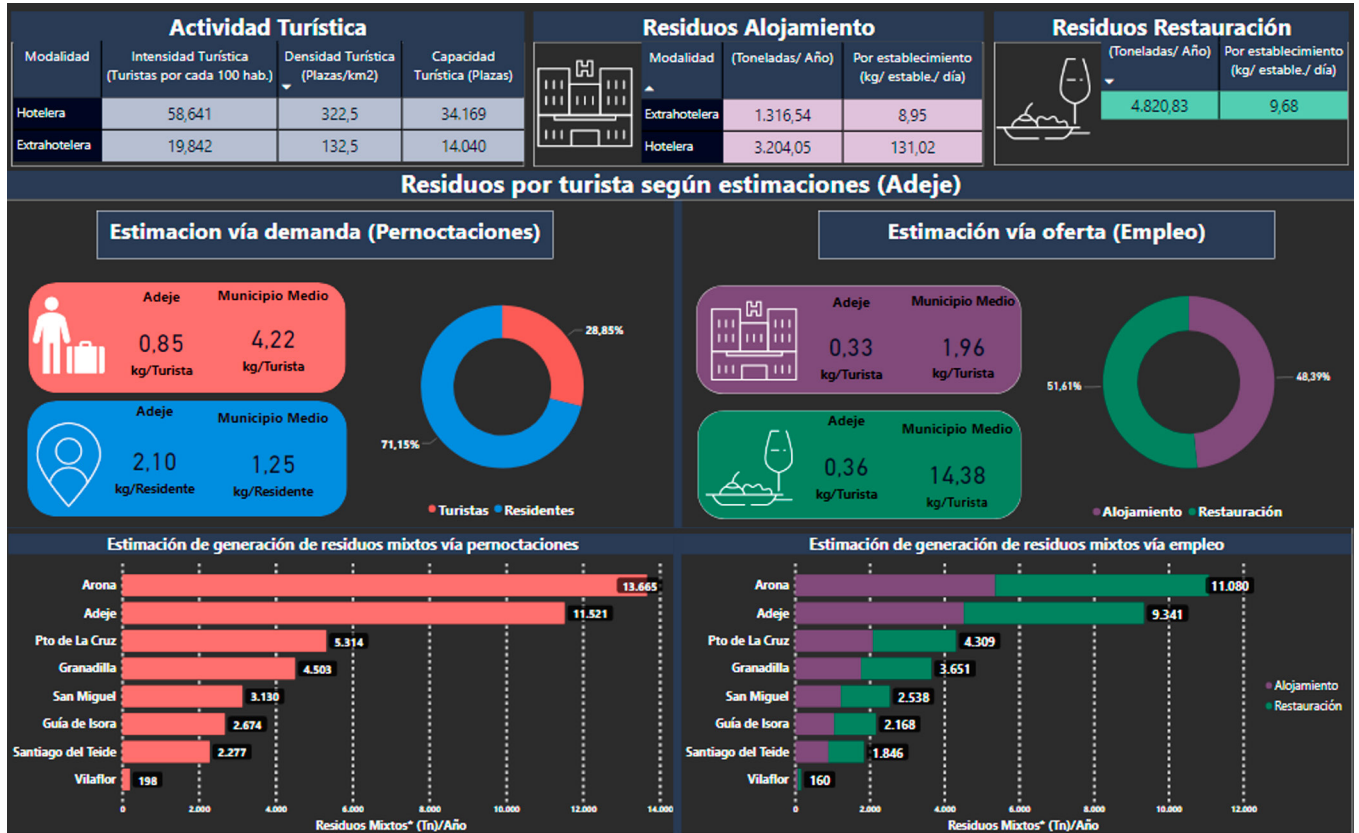 Actividad Turística
Modalidad
Intensidad Turística
(Turistas por cada 100 hab.)
Densidad Turística
(Plazas/km2)
Capacidad
Turística (Plazas)
Hotelera
58,641
322,5
34.169
Extrahotelera
19,842
132,5
14.040
Residuos Alojamiento
H
Modalidad
(Toneladas/ Año)
Por establecimiento
(kg/ estable./ día)
Extrahotelera
1.316,54
8,95
Hotelera
3.204,05
131,02
Residuos Restauración
(Toneladas/ Año)
Por establecimiento
(kg/ estable./ día)
4.820,83
9,68
Residuos por turista según estimaciones (Adeje)
Estimacion vía demanda (Pernoctaciones)
Adeje
Municipio Medio
0,85
4,22
kg/Turista
kg/Turista
Adeje
Municipio Medio
2,10
1,25
kg/Residente
kg/Residente
28,85%
71,15%
Turistas
Residentes
Estimación vía oferta (Empleo)
H
Adeje
Municipio Medio
0,33
1,96
kg/Turista
kg/Turista
Adeje
Municipio Medio
0,36
14,38
kg/Turista
kg/Turista
51,61%
48,39%
Alojamiento
Restauración
Estimación de generación de residuos mixtos vía pernoctaciones
Arona
13.665
Adeje
11.521
Pto de La Cruz
5.314
Granadilla
4.503
San Miguel
3.130
Guía de Isora
2.674
Santiago del Teide
2.277
Vilaflor
198
0
2.000
4.000
6.000
8.000
10.000
12.000
14.000
Residuos Mixtos* (Tn)/Año
Estimación de generación de residuos mixtos vía empleo
Arona
11.080
Adeje
9.341
Pto de La Cruz
4.309
Granadilla
3.651
San Miguel
2.538
Guía de Isora
2.168
Santiago del Teide
1.846
Vilaflor
160
0
2.000
4.000
6.000
8.000
10.000
12.000
Residuos Mixtos* (Tn)/Año
Alojamiento
Restauración